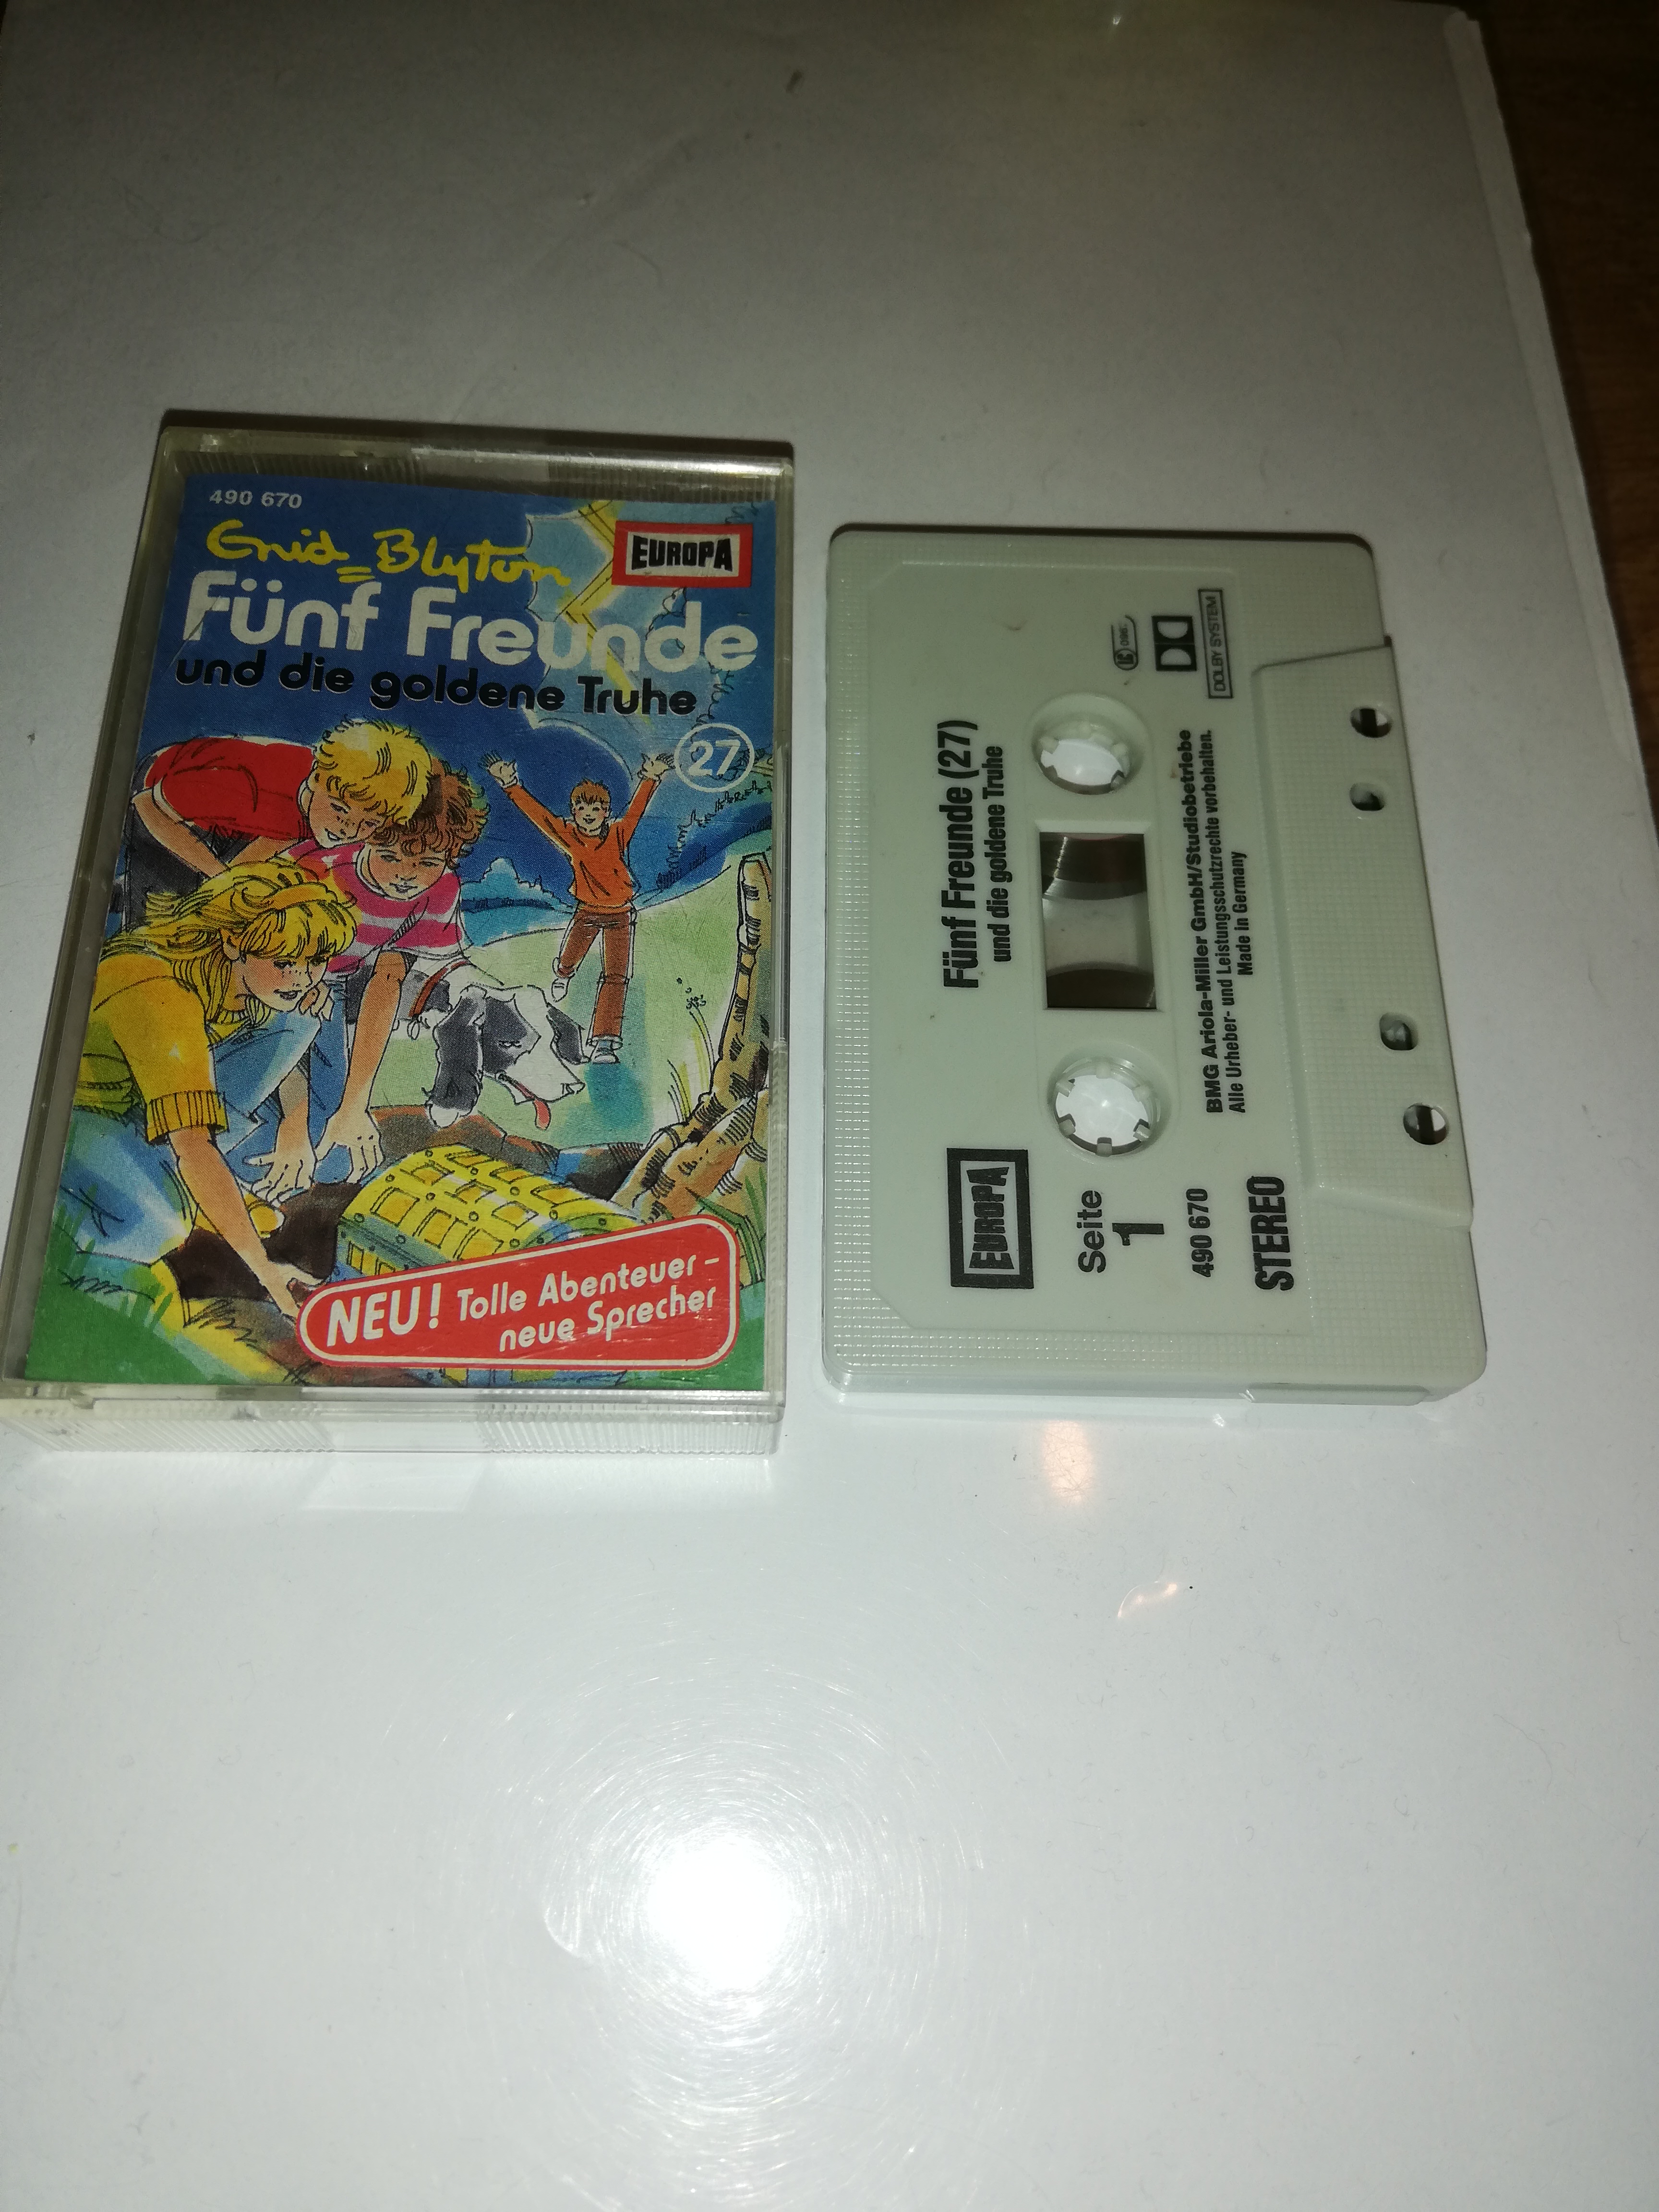 490 670
Enid Blyton
EUROPA
Fünf Freunde
und die goldene Truhe
27
NEU! Tolle Abenteuer –
neue Sprecher
Fünf Freunde (27)
und die goldene Truhe
EUROPA
Seite
1
490 670
STEREO
BMG Ariola-Miller GmbH/Studiobetriebe
Alle Urheber- und Leistungsschutzrechte vorbehalten.
Made in Germany
DOLBY SYSTEM